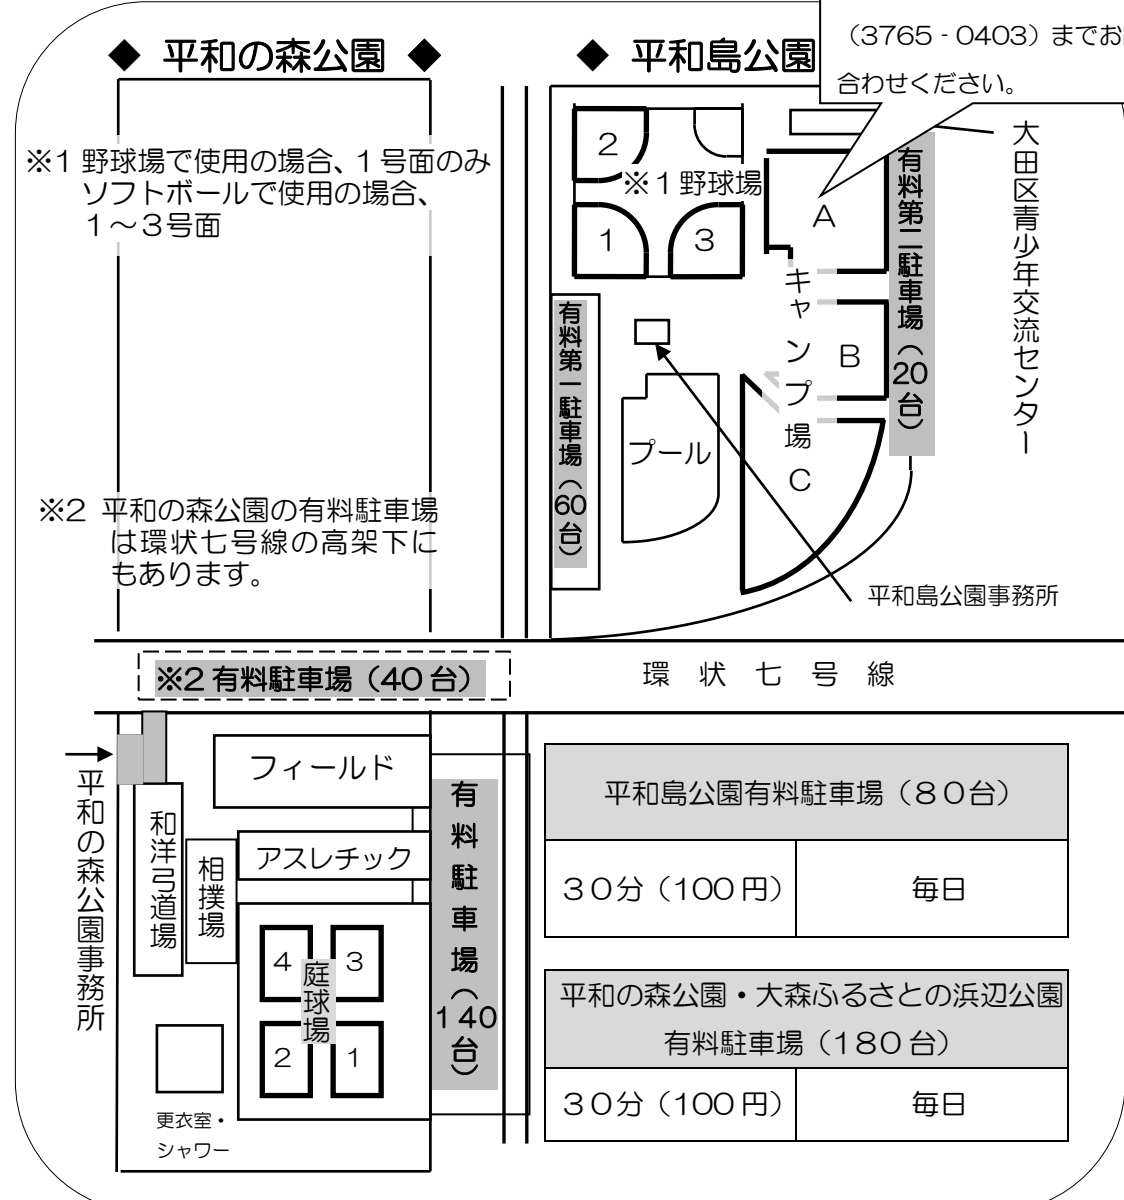 (3765‐0403)までお
合わせください。
◆ 平和の森公園 ◆
◆ 平和島公園
※1 野球場で使用の場合、1号面のみ
ソフトボールで使用の場合、
1～3号面
2
※1 野球場
1
3
A
キャンプ場
B
C
有料第二駐車場（20台）
大田区青少年交流センター
有料第一駐車場（60台）
プール
※2 平和の森公園の有料駐車場
は環状七号線の高架下に
もあります。
平和島公園事務所
※2 有料駐車場（40台）
環状七号線
平和の森公園事務所
フィールド
和洋弓道場
相撲場
アスレチック
有料駐車場（140台）
4
3
庭球場
2
1
更衣室・
シャワー
平和島公園有料駐車場（80台）
30分（100円）
毎日
平和の森公園・大森ふるさとの浜辺公園
有料駐車場（180台）
30分（100円）
毎日